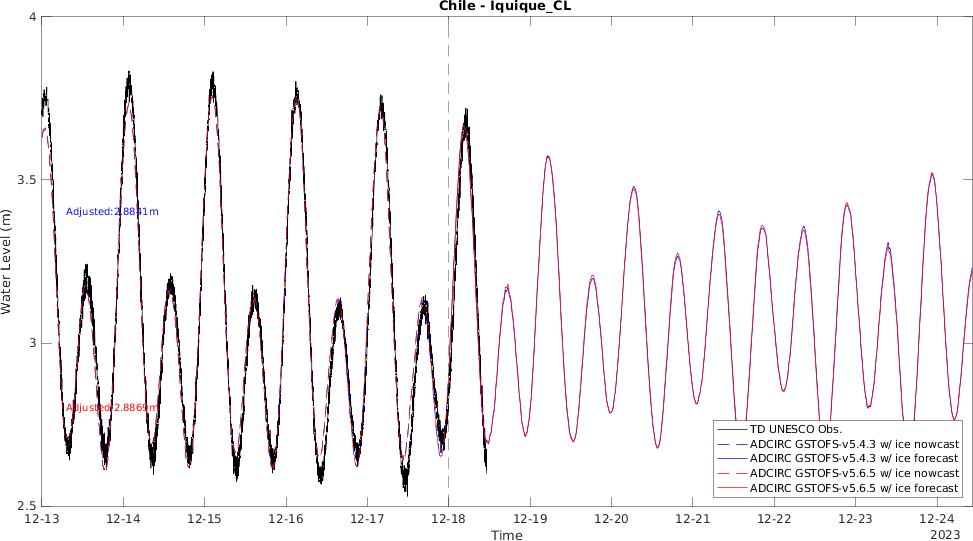 Chile - Iquique_CL
Water Level (m)
4
3.5
3
2.5
Adjusted:2.8841m
Adjusted:2.8869m
TD UNESCO Obs.
ADCIRC GSTOFS-v5.4.3 w/ ice nowcast
ADCIRC GSTOFS-v5.4.3 w/ ice forecast
ADCIRC GSTOFS-v5.6.5 w/ ice nowcast
ADCIRC GSTOFS-v5.6.5 w/ ice forecast
12-13 12-14 12-15 12-16 12-17 12-18 12-19 12-20 12-21 12-22 12-23 12-24
Time
2023